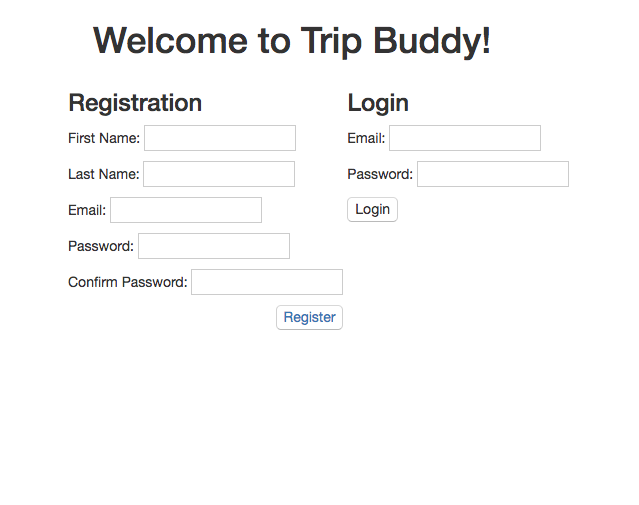 Welcome to Trip Buddy!
Registration
First Name:
Last Name:
Email:
Password:
Confirm Password:
Register
Login
Email:
Password:
Login